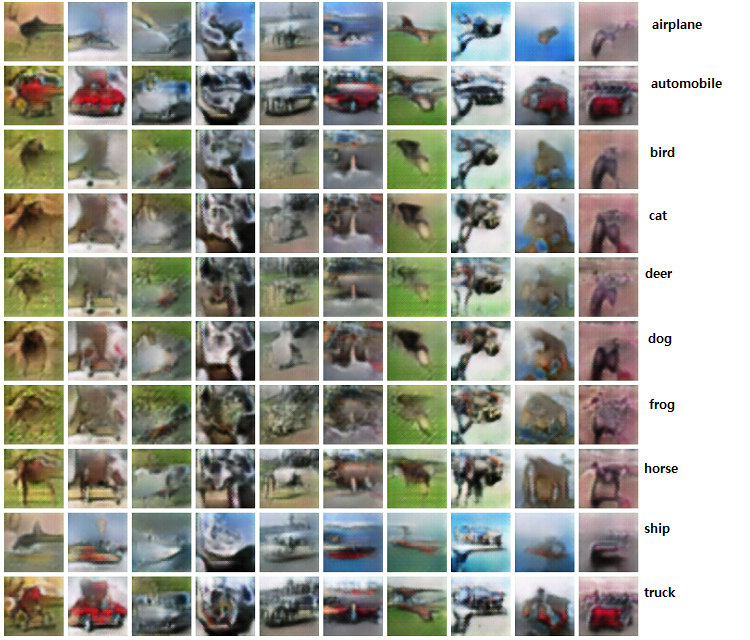 airplane
automobile
bird
cat
deer
dog
frog
horse
ship
truck